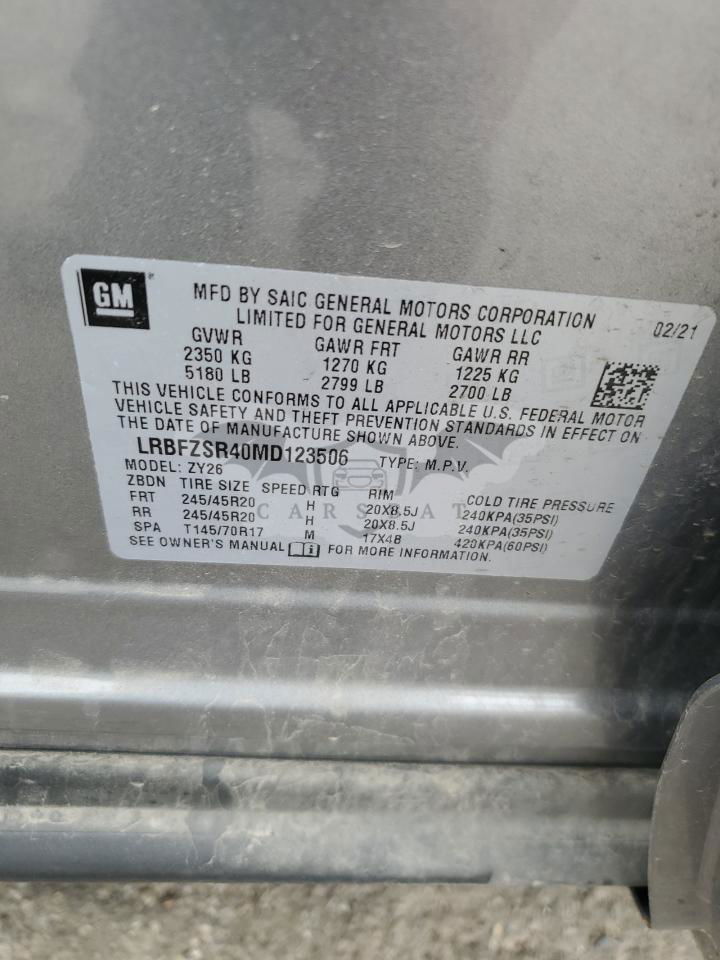 GM
MFD BY SAIC GENERAL MOTORS CORPORATION
LIMITED FOR GENERAL MOTORS LLC
02/21
GVWR GAWR FRT GAWR RR
2350 KG 1270 KG 1225 KG
5180 LB 2799 LB 2700 LB
THIS VEHICLE CONFORMS TO ALL APPLICABLE U.S. FEDERAL MOTOR
VEHICLE SAFETY AND THEFT PREVENTION STANDARDS IN EFFECT ON
THE DATE OF MANUFACTURE SHOWN ABOVE.
LRBFZSR40MD123506 TYPE: M.P.V.
MODEL: ZY26
ZBDN TIRE SIZE SPEED RTG RIM COLD TIRE PRESSURE
FRT 245/45R20 H 20X8.5J 240KPA(35PSI)
RR 245/45R20 H 20X8.5J 240KPA(35PSI)
SPA T145/70R17 M 17X4B 420KPA(60PSI)
SEE OWNER'S MANUAL FOR MORE INFORMATION.